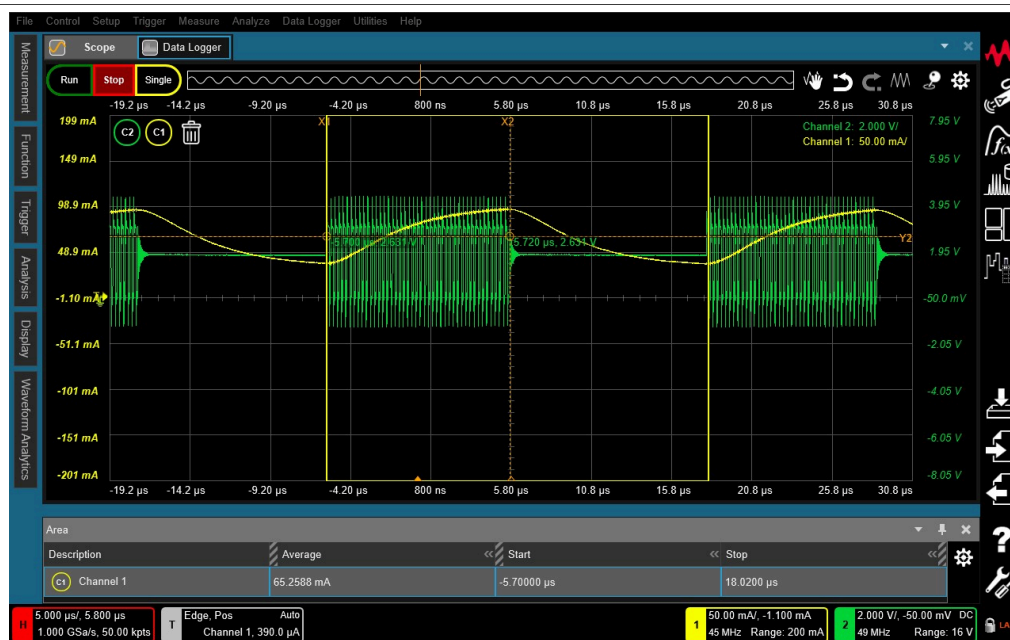 File Control Setup Trigger Measure Analyze Data Logger Utilities Help
Measurement
Function
Trigger
Analysis
Display
Waveform Analytics
Scope Data Logger
Run Stop Single
-19.2 µs -14.2 µs -9.20 µs -4.20 µs 800 ns 5.80 µs 10.8 µs 15.8 µs 20.8 µs 25.8 µs 30.8 µs
199 mA C2 C1 X1 X2 Channel 2: 2.000 V/ 7.95 V
Channel 1: 50.00 mA/
149 mA 5.95 V
98.9 mA 3.95 V
-5.700 µs, 2.631 V 5.720 µs, 2.631 V Y2
48.9 mA 1.95 V
-1.10 mA -50.0 mV
-51.1 mA -2.05 V
-101 mA -4.05 V
-151 mA -6.05 V
-201 mA -8.05 V
-19.2 µs -14.2 µs -9.20 µs -4.20 µs 800 ns 5.80 µs 10.8 µs 15.8 µs 20.8 µs 25.8 µs 30.8 µs
f(x)
Area
Description Average Start Stop
C1 Channel 1 65.2588 mA -5.70000 µs 18.0200 µs
?
H 5.000 µs/, 5.800 µs
1.000 GSa/s, 50.00 kpts
T Edge, Pos Auto
Channel 1, 390.0 µA
1 50.00 mA/, -1.100 mA
45 MHz Range: 200 mA
2 2.000 V/, -50.00 mV DC
49 MHz Range: 16 V